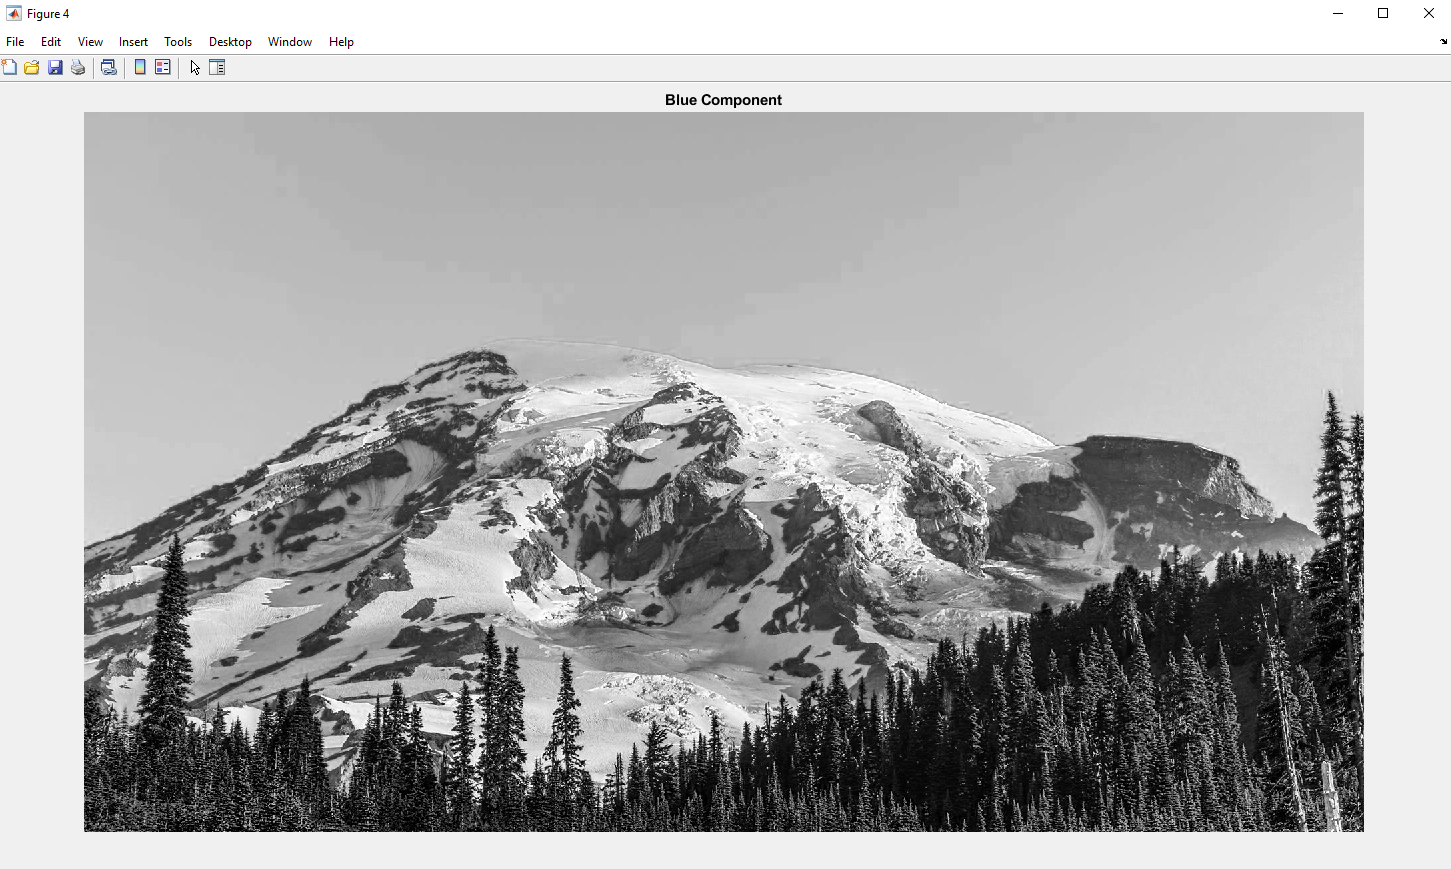 Figure 4
File Edit View Insert Tools Desktop Window Help
Blue Component